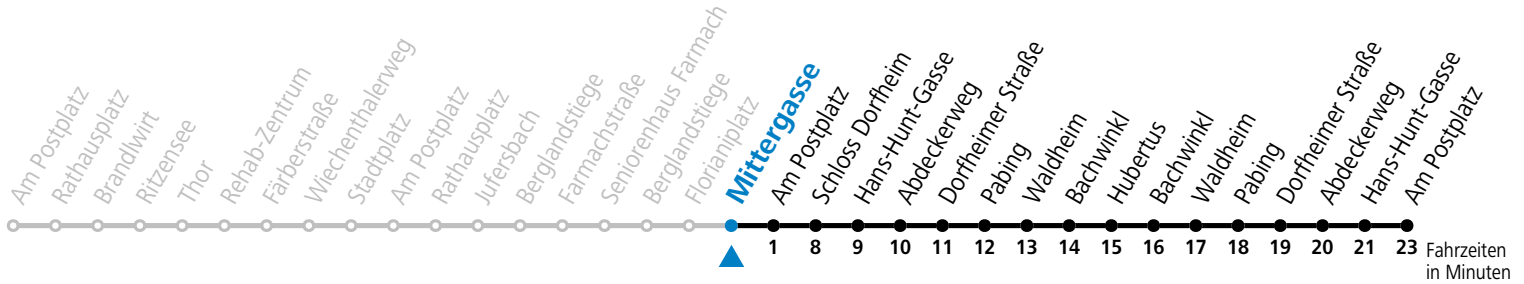 Am Postplatz
Rathausplatz
Brandlwirt
Ritzensee
Thor
Rehab-Zentrum
Färberstraße
Wiechenthalerweg
Stadtplatz
Am Postplatz
Rathausplatz
Jufersbach
Berglandstiege
Farmachstraße
Seniorenhaus Farmach
Berglandstiege
Florianiplatz
Mittergasse
Am Postplatz
Schloss Dorfheim
Hans-Hunt-Gasse
Abdeckerweg
Dorfheimer Straße
Pabing
Waldheim
Bachwinkl
Hubertus
Bachwinkl
Waldheim
Pabing
Dorfheimer Straße
Abdeckerweg
Hans-Hunt-Gasse
Am Postplatz
1 8 9 10 11 12 13 14 15 16 17 18 19 20 21 23
Fahrzeiten
in Minuten